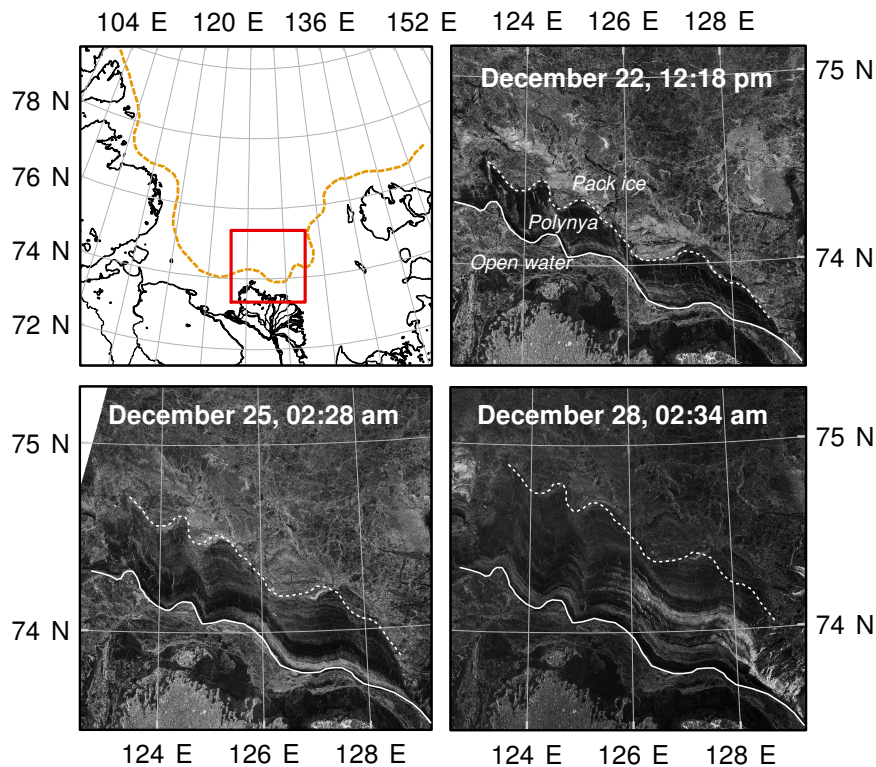 104 E 120 E 136 E 152 E
124 E 126 E 128 E
78 N
76 N
74 N
72 N
December 22, 12:18 pm
Pack ice
Polynya
Open water
75 N
74 N
December 25, 02:28 am
75 N
74 N
124 E 126 E 128 E
December 28, 02:34 am
75 N
74 N
124 E 126 E 128 E